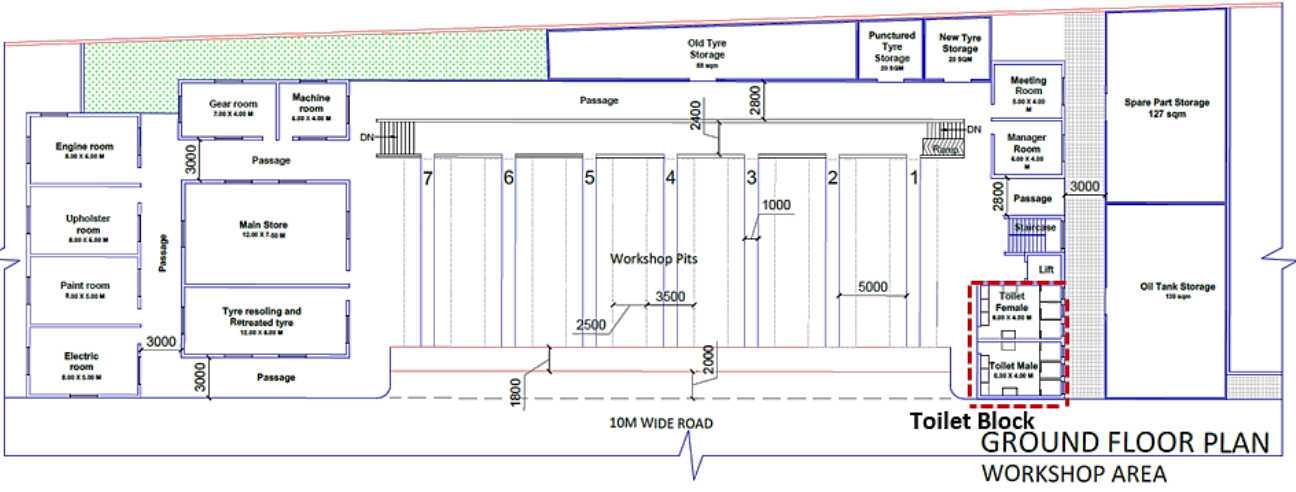 Old Tyre
Storage
88 sqm
Punctured
Tyre
Storage
20 SQM
New Tyre
Storage
20 SQM
Gear room
7.00 X 4.00 M
Machine
room
5.00 X 4.00 M
Passage
2800
2400
Meeting
Room
5.00 X 4.00
M
Spare Part Storage
127 sqm
Engine room
8.00 X 6.00 M
3000
Passage
DN
DN
Ramp
Manager
Room
5.00 X 4.00
M
7
6
5
4
3
2
1
2800
Passage
3000
Upholster
room
8.00 X 6.00 M
Passage
Main Store
12.00 X 7.50 M
1000
Staircase
Workshop Pits
Lift
Paint room
8.00 X 5.00 M
Tyre resoling and
Retreated tyre
12.00 X 6.00 M
3500
2500
5000
Toilet
Female
6.00 X 4.00 M
Oil Tank Storage
139 sqm
Electric
room
8.00 X 5.00 M
3000
3000
Passage
1800
2000
Toilet Male
6.00 X 4.00 M
10M WIDE ROAD
Toilet Block
GROUND FLOOR PLAN
WORKSHOP AREA